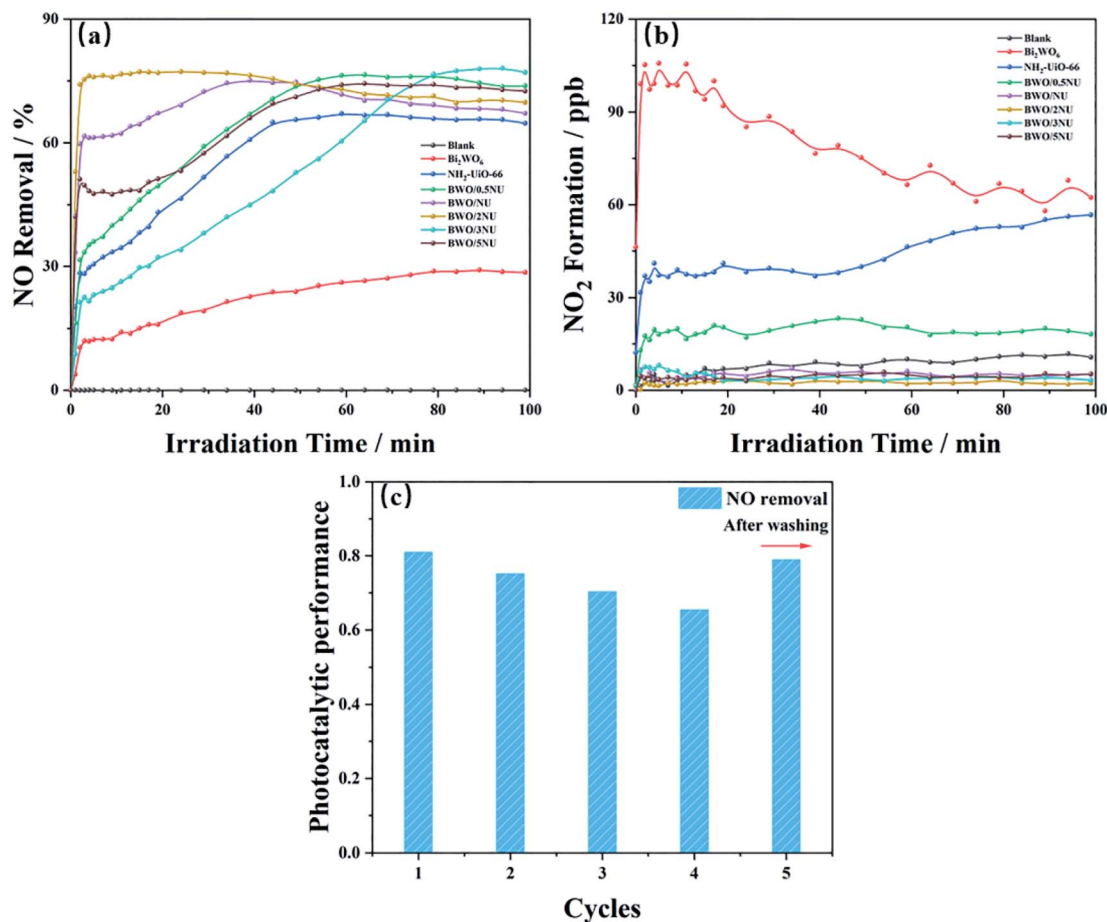 (a)
NO Removal / %
90
60
30
0
Blank
Bi₂WO₆
NH₂-UiO-66
BWO/0.5NU
BWO/NU
BWO/2NU
BWO/3NU
BWO/5NU
0 20 40 60 80 100
Irradiation Time / min
(b)
NO₂ Formation / ppb
120
90
60
30
0
Blank
Bi₂WO₆
NH₂-UiO-66
BWO/0.5NU
BWO/NU
BWO/2NU
BWO/3NU
BWO/5NU
0 20 40 60 80 100
Irradiation Time / min
(c)
Photocatalytic performance
1.0
0.8
0.6
0.4
0.2
0.0
NO removal
After washing
1 2 3 4 5
Cycles